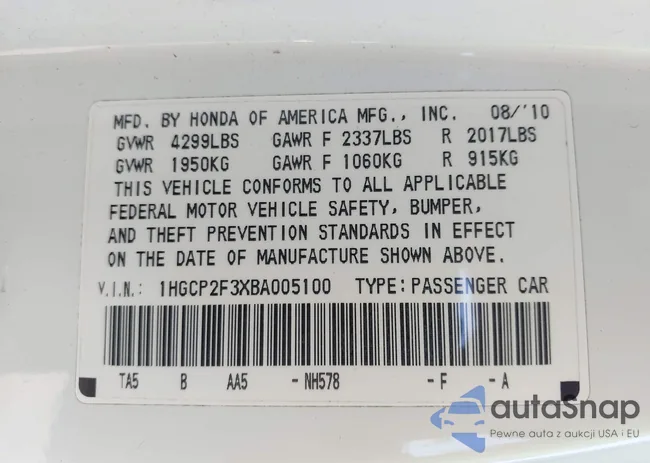 MFD. BY HONDA OF AMERICA MFG., INC. 08/'10
GVWR 4299LBS GAWR F 2337LBS R 2017LBS
GVWR 1950KG GAWR F 1060KG R 915KG
THIS VEHICLE CONFORMS TO ALL APPLICABLE
FEDERAL MOTOR VEHICLE SAFETY, BUMPER,
AND THEFT PREVENTION STANDARDS IN EFFECT
ON THE DATE OF MANUFACTURE SHOWN ABOVE.
V.I.N.: 1HGCP2F3XBA005100 TYPE: PASSENGER CAR
TA5 B AA5 -NH578 -F -A
autaSnap
Pewne auta z aukcji USA i EU